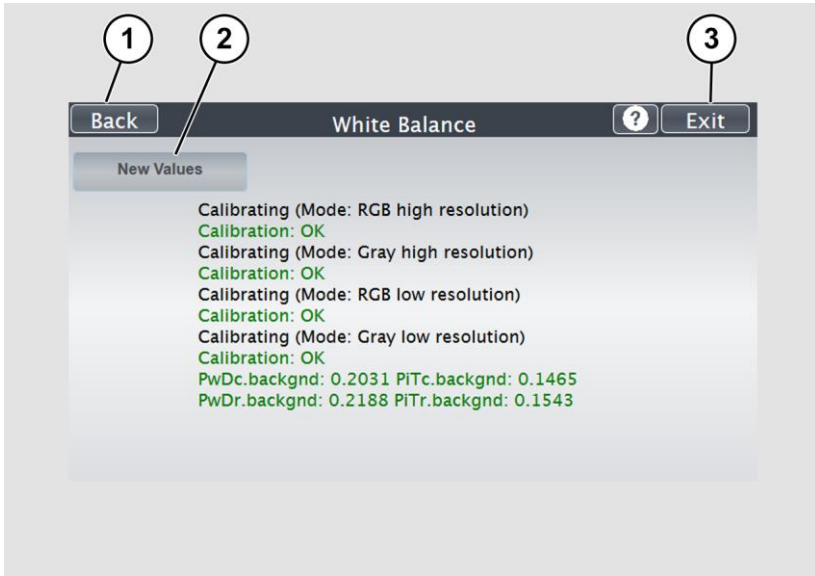 1 2 3
Back White Balance ? Exit
New Values
Calibrating (Mode: RGB high resolution)
Calibration: OK
Calibrating (Mode: Gray high resolution)
Calibration: OK
Calibrating (Mode: RGB low resolution)
Calibration: OK
Calibrating (Mode: Gray low resolution)
Calibration: OK
PwDc.backgnd: 0.2031 PiTc.backgnd: 0.1465
PwDr.backgnd: 0.2188 PiTr.backgnd: 0.1543